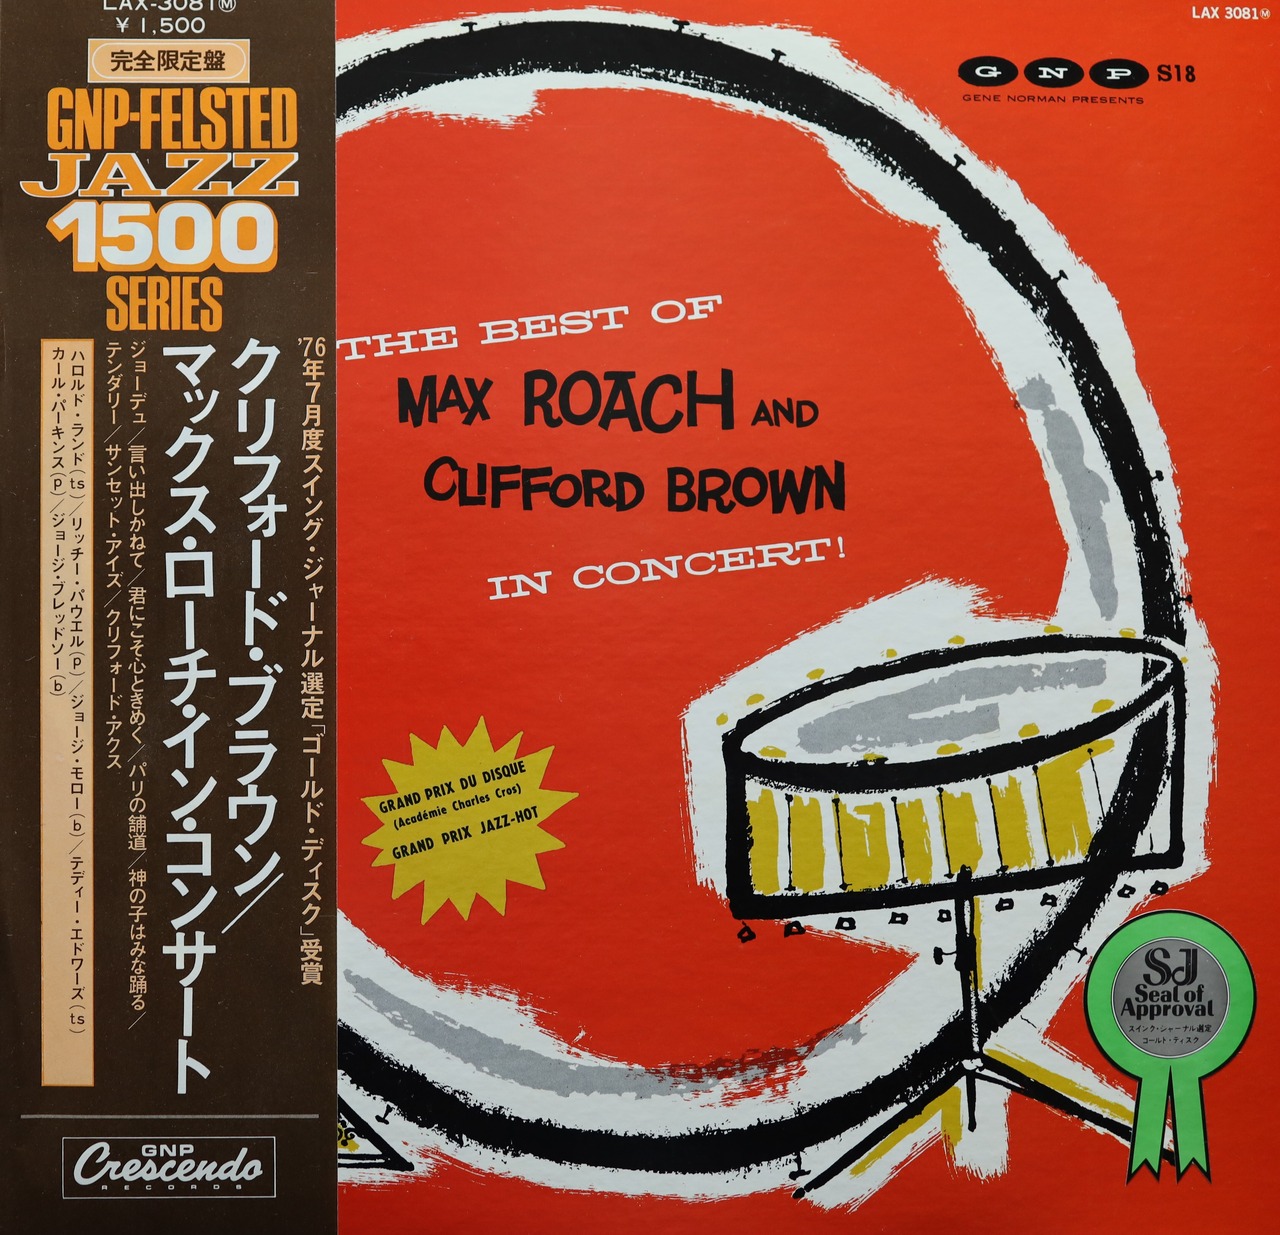 LAX-3081Ⓜ
¥1,500
完全限定盤
GNP-FELSTED
JAZZ
1500
SERIES
'76年7月度スイング・ジャーナル選定「ゴールド・ディスク」受賞
クリフォード・ブラウン/
マックス・ローチ・イン・コンサート
ジョーデュ/言い出しかねて/君にこそ心ときめく/パリの舗道/神の子はみな踊る/
テンダリー/サンセット・アイズ/クリフォード・アクス
ハロルド・ランド(ts)/リッチー・パウエル(p)/ジョージ・モロー(b)/テディー・エドワーズ(ts)
カール・パーキンス(p)/ジョージ・ブレッドソー(b)
GNP
Crescendo
RECORDS
LAX 3081Ⓜ
GNP S18
GENE NORMAN PRESENTS
THE BEST OF
MAX ROACH AND
CLIFFORD BROWN
IN CONCERT!
GRAND PRIX DU DISQUE
(Académie Charles Cros)
GRAND PRIX JAZZ-HOT
SJ
Seal of
Approval
スイング・ジャーナル選定
ゴールド・ディスク